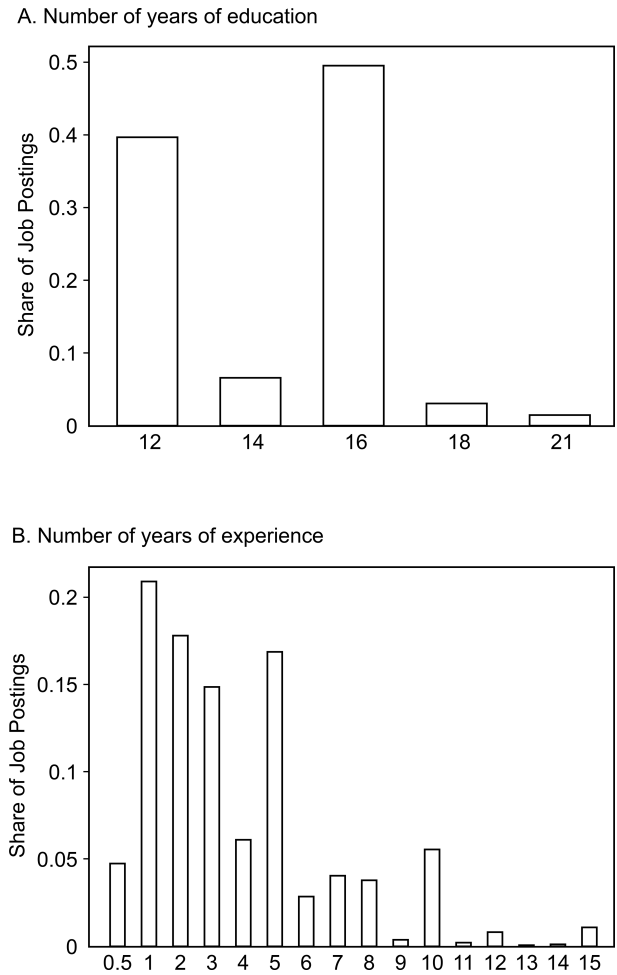 A. Number of years of education
Share of Job Postings
0.5
0.4
0.3
0.2
0.1
0
12 14 16 18 21
B. Number of years of experience
Share of Job Postings
0.2
0.15
0.1
0.05
0
0.5 1 2 3 4 5 6 7 8 9 10 11 12 13 14 15